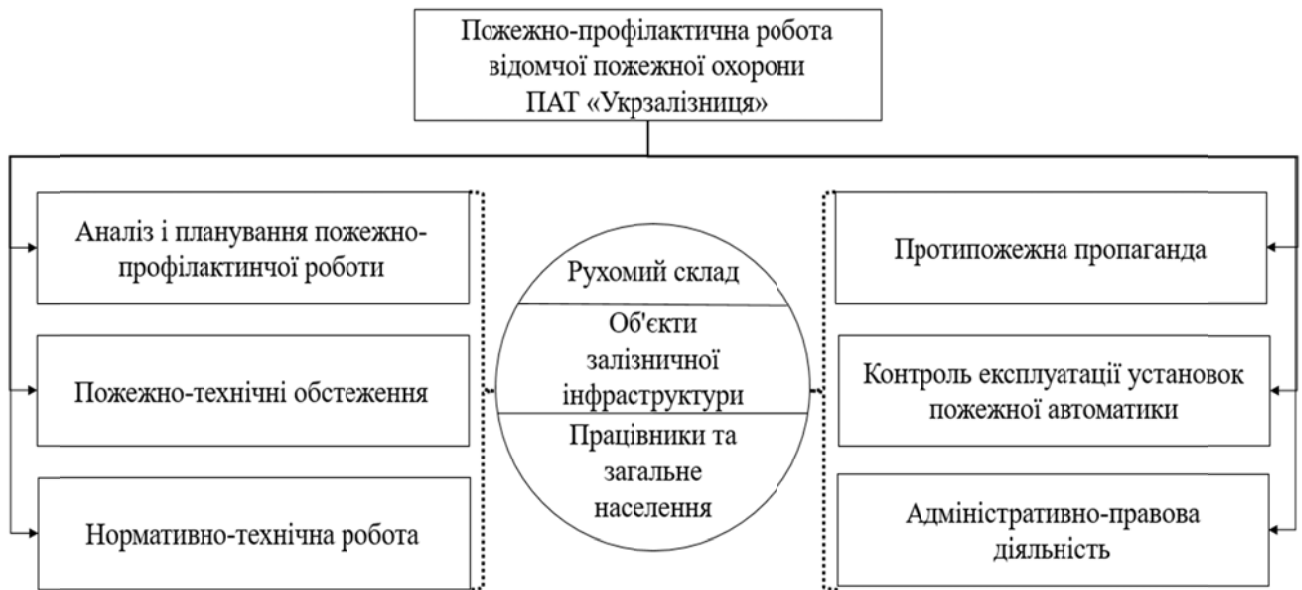 Пожежно-профілактична робота
відомчої пожежної охорони
ПАТ «Укрзалізниця»
Аналіз і планування пожежно-
профілактинчої роботи
Пожежно-технічні обстеження
Нормативно-технічна робота
Рухомий склад
Об'єкти
залізничної
інфраструктури
Працівники та
загальне
населення
Протипожежна пропаганда
Контроль експлуатації установок
пожежної автоматики
Адміністративно-правова
діяльність